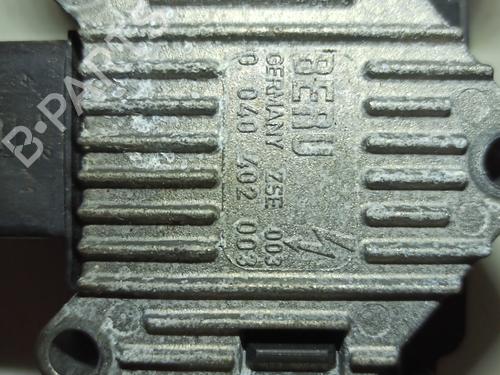 BERU
GERMANY ZSE 003
0 040 402 003
B-PARTS